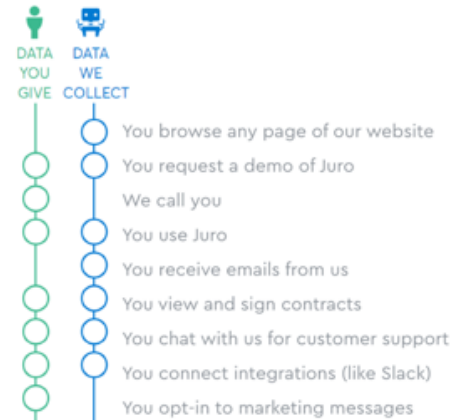 DATA
YOU
GIVE
DATA
WE
COLLECT
You browse any page of our website
You request a demo of Juro
We call you
You use Juro
You receive emails from us
You view and sign contracts
You chat with us for customer support
You connect integrations (like Slack)
You opt-in to marketing messages